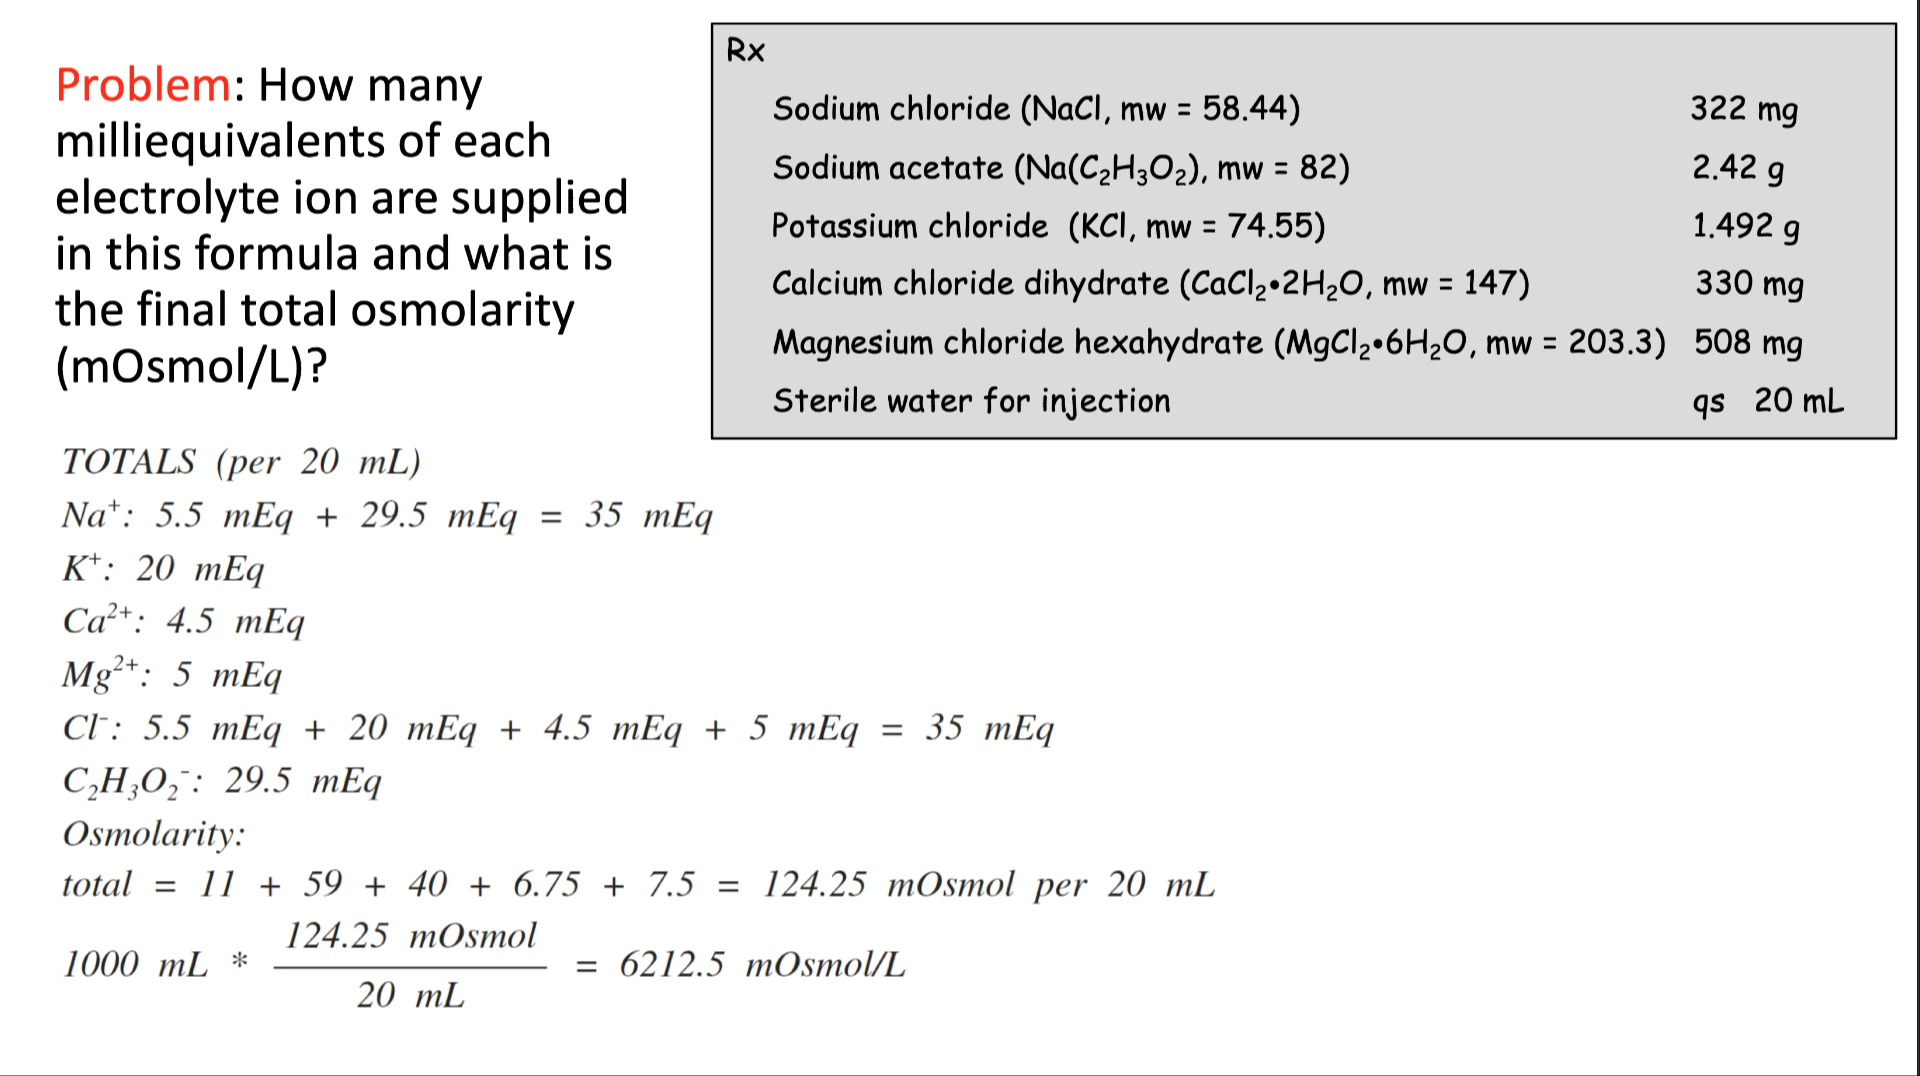 Problem: How many
milliequivalents of each
electrolyte ion are supplied
in this formula and what is
the final total osmolarity
(mOsmol/L)?
Rx
Sodium chloride (NaCl, mw = 58.44) 322 mg
Sodium acetate (Na(C₂H₃O₂), mw = 82) 2.42 g
Potassium chloride (KCl, mw = 74.55) 1.492 g
Calcium chloride dihydrate (CaCl₂•2H₂O, mw = 147) 330 mg
Magnesium chloride hexahydrate (MgCl₂•6H₂O, mw = 203.3) 508 mg
Sterile water for injection qs 20 mL
TOTALS (per 20 mL)
Na⁺: 5.5 mEq + 29.5 mEq = 35 mEq
K⁺: 20 mEq
Ca²⁺: 4.5 mEq
Mg²⁺: 5 mEq
Cl⁻: 5.5 mEq + 20 mEq + 4.5 mEq + 5 mEq = 35 mEq
C₂H₃O₂⁻: 29.5 mEq
Osmolarity:
total = 11 + 59 + 40 + 6.75 + 7.5 = 124.25 mOsmol per 20 mL
124.25 mOsmol
1000 mL * = 6212.5 mOsmol/L
20 mL